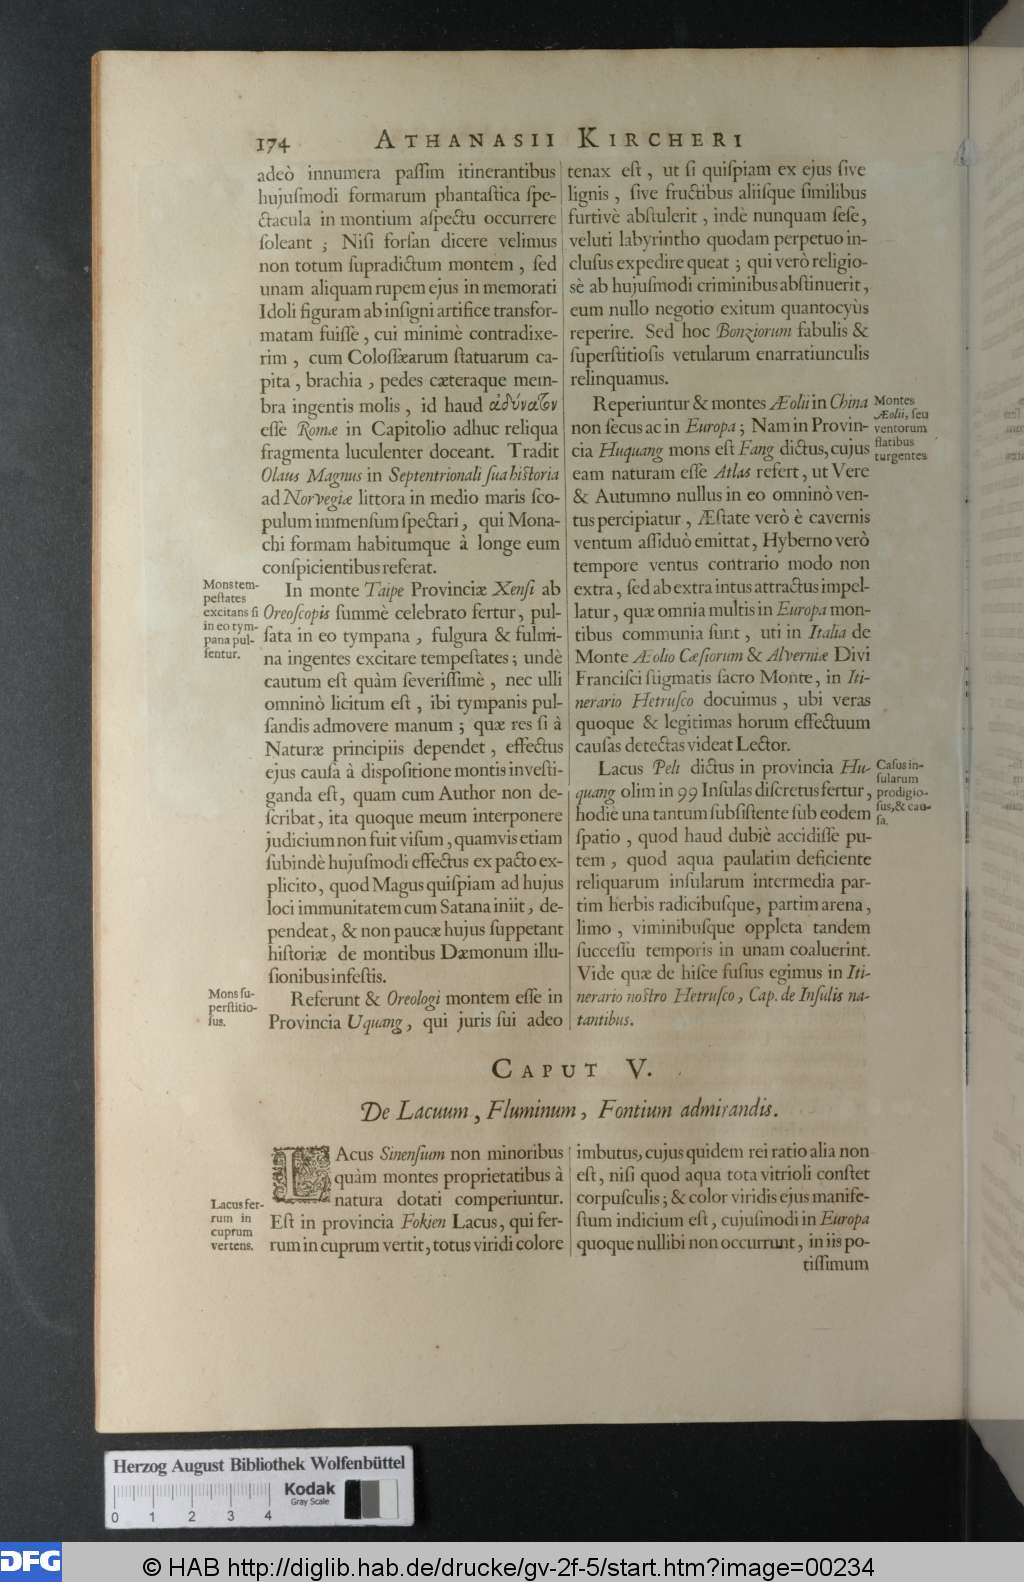 174 ATHANASII KIRCHERI
adeò innumera paſſim itinerantibus
hujuſmodi formarum phantaſtica ſpe-
ctacula in montium aſpectu occurrere
ſoleant ; Niſi forſan dicere velimus
non totum ſupradictum montem , ſed
unam aliquam rupem ejus in memorati
Idoli figuram ab inſigni artifice transfor-
matam fuiſſe , cui minimè contradixe-
rim , cum Coloſſæarum ſtatuarum ca-
pita , brachia , pedes cæteraque mem-
bra ingentis molis , id haud ἀδύνατον
eſſe Romæ in Capitolio adhuc reliqua
fragmenta luculenter doceant. Tradit
Olaus Magnus in Septentrionali ſua hiſtoria
ad Norvegiæ littora in medio maris ſco-
pulum immenſum ſpectari , qui Mona-
chi formam habitumque à longe eum
conſpicientibus referat.
Mons tem-
peſtates
excitans ſi
in eo tym-
pana pul-
ſentur.
In monte Taipe Provinciæ Xenſi ab
Oreoſcopis ſummè celebrato fertur, pul-
ſata in eo tympana , fulgura & fulmi-
na ingentes excitare tempeſtates ; undè
cautum eſt quàm ſeveriſſimè , nec ulli
omninò licitum eſt , ibi tympanis pul-
ſandis admovere manum ; quæ res ſi à
Naturæ principiis dependet , effectus
ejus cauſa à diſpoſitione montis inveſti-
ganda eſt, quam cum Author non de-
ſcribat , ita quoque meum interponere
judicium non fuit viſum , quamvis etiam
ſubindè hujuſmodi effectus ex pacto ex-
plicito, quod Magus quiſpiam ad hujus
loci immunitatem cum Satana iniit , de-
pendeat , & non paucæ hujus ſuppetant
hiſtoriæ de montibus Dæmonum illu-
ſionibus infeſtis.
Mons ſu-
perſtitio-
ſus.
Referunt & Oreologi montem eſſe in
Provincia Uquang , qui juris ſui adeo
tenax eſt , ut ſi quiſpiam ex ejus ſive
lignis , ſive fructibus aliiſque ſimilibus
furtivè abſtulerit , indè nunquam ſeſe,
veluti labyrintho quodam perpetuo in-
cluſus expedire queat ; qui verò religio-
sè ab hujuſmodi criminibus abſtinuerit,
eum nullo negotio exitum quantocyùs
reperire. Sed hoc Bonziorum fabulis &
ſuperſtitioſis vetularum enarratiunculis
relinquamus.
Reperiuntur & montes Æolii in China
non ſecus ac in Europa ; Nam in Provin-
cia Huquang mons eſt Fang dictus, cujus
eam naturam eſſe Atlas refert , ut Vere
& Autumno nullus in eo omninò ven-
tus percipiatur , Æſtate verò è cavernis
ventum aſſiduò emittat , Hyberno verò
tempore ventus contrario modo non
extra , ſed ab extra intus attractus impel-
latur , quæ omnia multis in Europa mon-
tibus communia ſunt , uti in Italia de
Monte Æolio Cæſiorum & Alverniæ Divi
Franciſci ſtigmatis ſacro Monte , in Iti-
nerario Hetruſco docuimus , ubi veras
quoque & legitimas horum effectuum
cauſas detectas videat Lector.
Montes
Æolii, ſeu
ventorum
flatibus
turgentes
Lacus Pelt dictus in provincia Hu-
quang olim in 99 Inſulas diſcretus fertur,
hodiè una tantum ſubſiſtente ſub eodem
ſpatio , quod haud dubiè accidiſſe pu-
tem , quod aqua paulatim deficiente
reliquarum inſularum intermedia par-
tim herbis radicibuſque, partim arena,
limo , viminibuſque oppleta tandem
ſucceſſu temporis in unam coaluerint.
Vide quæ de hiſce fuſius egimus in Iti-
nerario noſtro Hetruſco, Cap. de Inſulis na-
tantibus.
Caſus in-
ſularum
prodigio-
ſus, & cau-
ſa.
CAPUT V.
De Lacuum, Fluminum, Fontium admirandis.
LAcus Sinenſium non minoribus
quàm montes proprietatibus à
natura dotati comperiuntur.
Eſt in provincia Fokien Lacus , qui fer-
rum in cuprum vertit, totus viridi colore
Lacus fer-
rum in
cuprum
vertens.
imbutus, cujus quidem rei ratio alia non
eſt , niſi quod aqua tota vitrioli conſtet
corpuſculis ; & color viridis ejus manife-
ſtum indicium eſt , cujuſmodi in Europa
quoque nullibi non occurrunt , in iis po-
tiſſimum
Herzog August Bibliothek Wolfenbüttel
0 1 2 3 4
Kodak
Gray Scale
DFG
© HAB http://diglib.hab.de/drucke/gv-2f-5/start.htm?image=00234